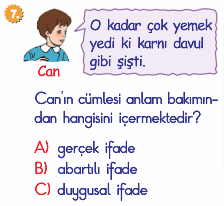 7.
O kadar çok yemek
yedi ki karnı davul
gibi şişti.
Can
Can'ın cümlesi anlam bakımın-
dan hangisini içermektedir?
A) gerçek ifade
B) abartılı ifade
C) duygusal ifade